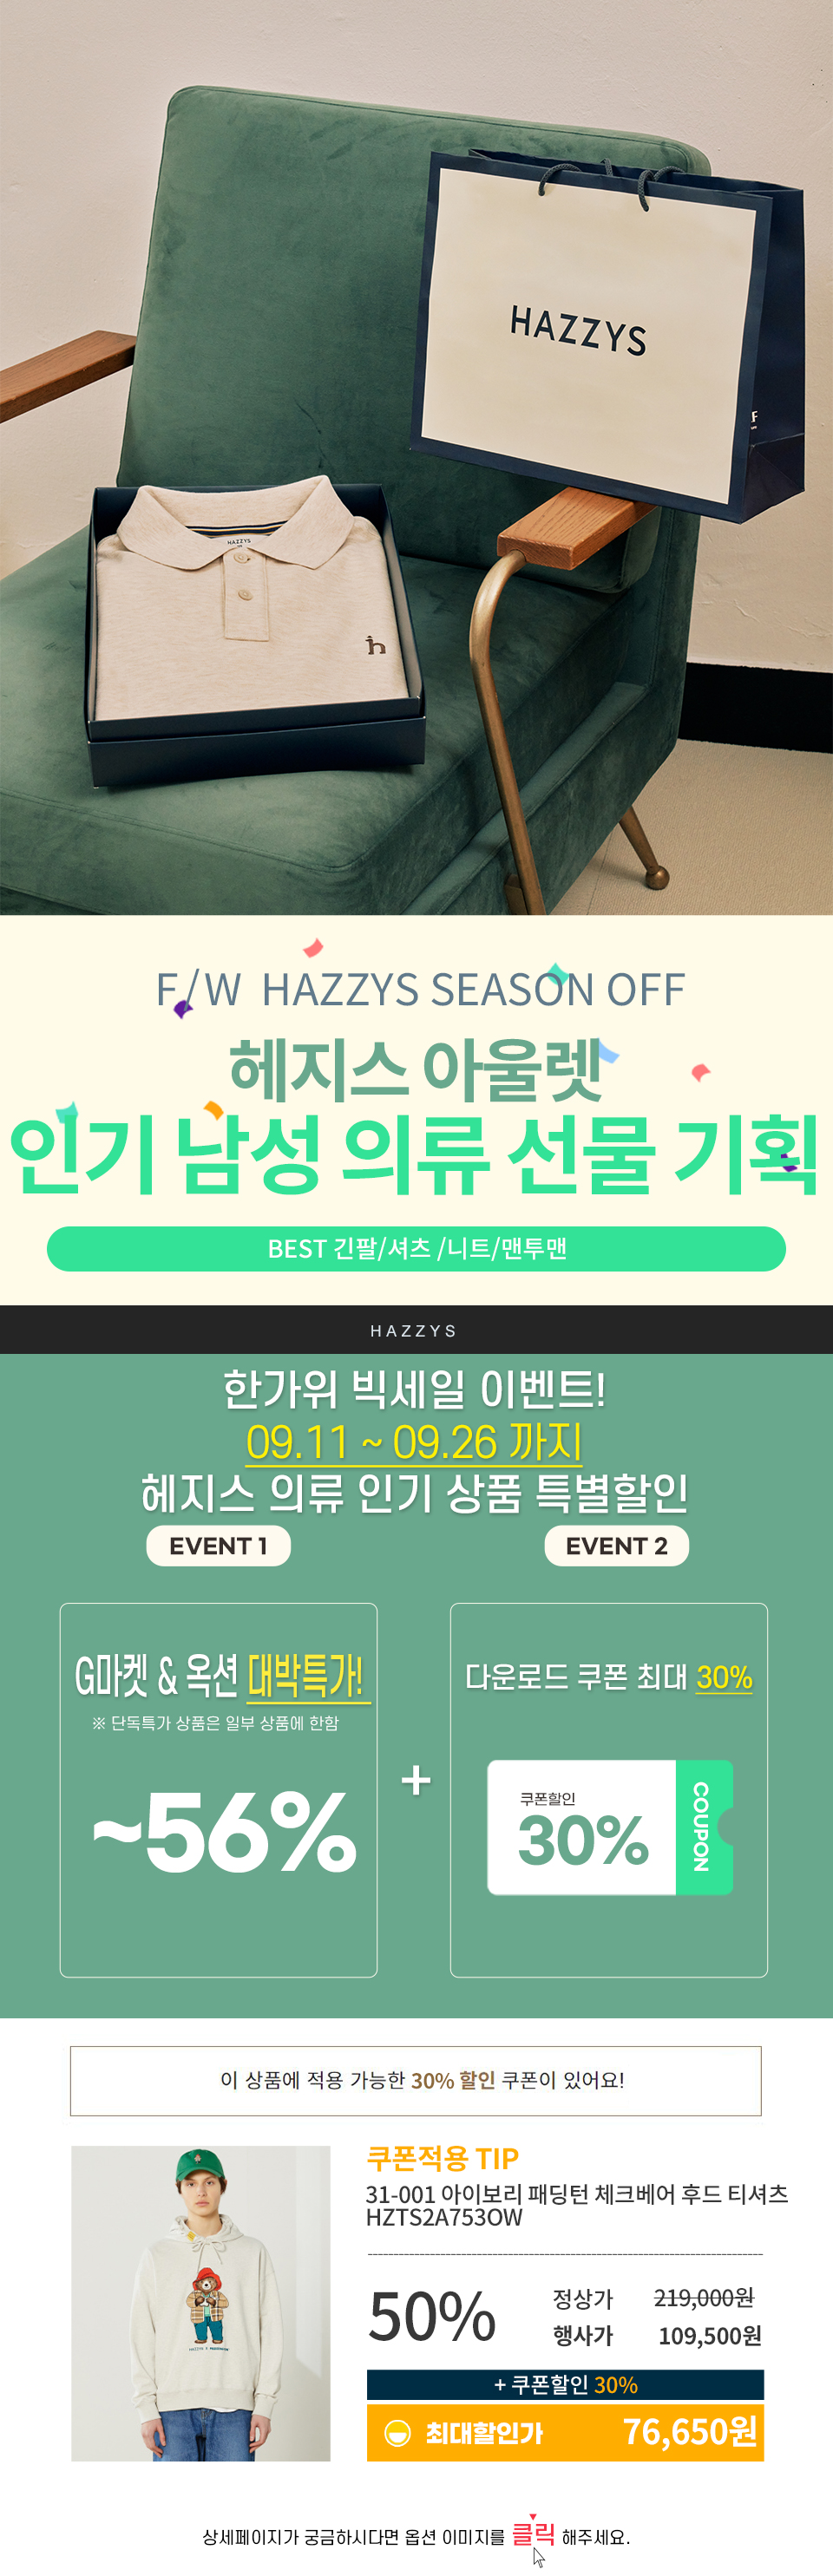 HAZZYS
HAZZYS
F/W HAZZYS SEASON OFF
헤지스 아울렛
인기 남성 의류 선물 기획
BEST 긴팔/셔츠 /니트/맨투맨
HAZZYS
한가위 빅세일 이벤트!
09.11 ~ 09.26 까지
헤지스 의류 인기 상품 특별할인
EVENT 1
EVENT 2
G마켓 & 옥션 대박특가!
※ 단독특가 상품은 일부 상품에 한함
~56%
+
다운로드 쿠폰 최대 30%
쿠폰할인
30%
COUPON
이 상품에 적용 가능한 30% 할인 쿠폰이 있어요!
쿠폰적용 TIP
31-001 아이보리 패딩턴 체크베어 후드 티셔츠
HZTS2A753OW
50%
정상가 219,000원
행사가 109,500원
+ 쿠폰할인 30%
최대할인가 76,650원
상세페이지가 궁금하시다면 옵션 이미지를 클릭 해주세요.